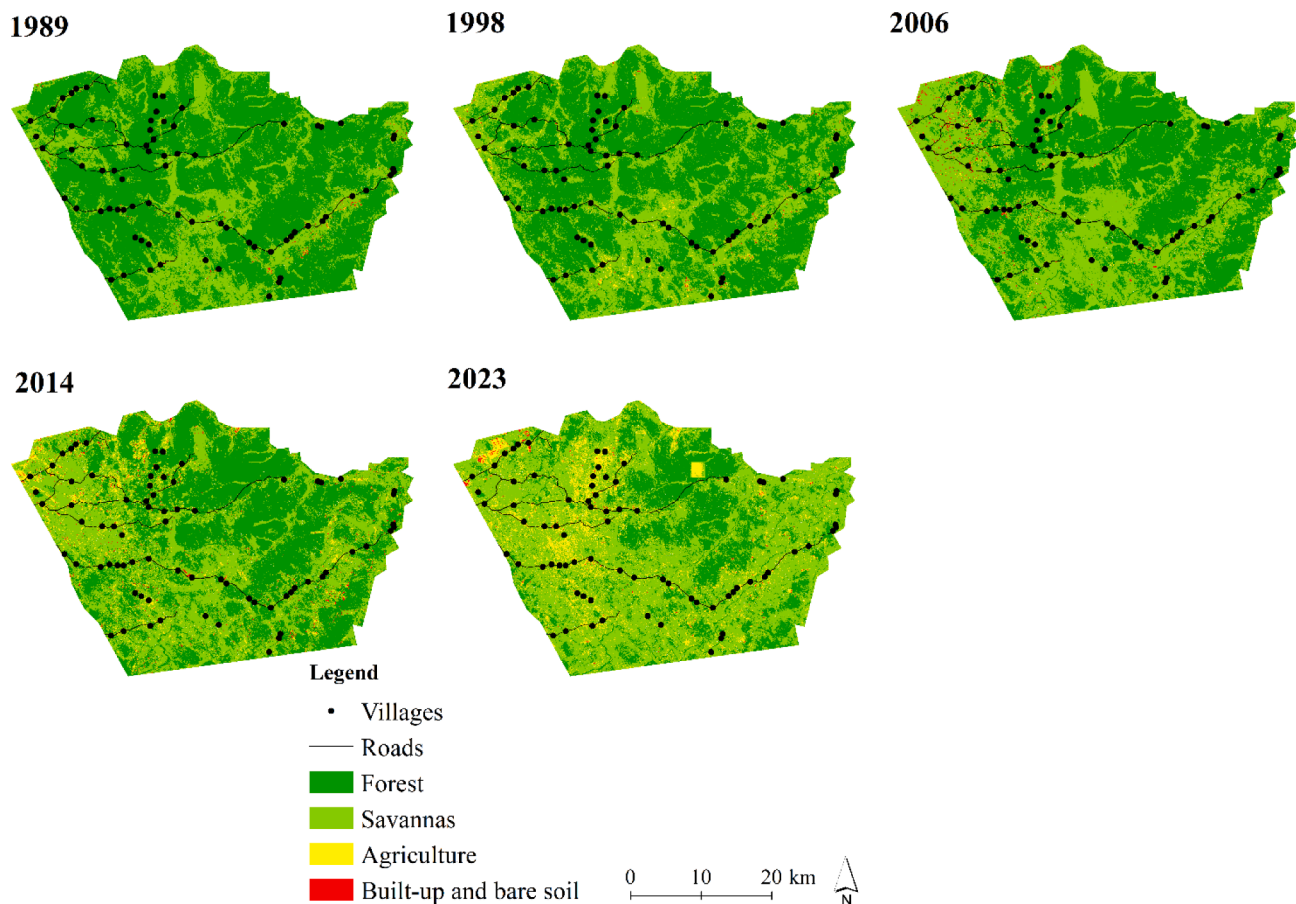 1989
1998
2006
2014
2023
Legend
Villages
Roads
Forest
Savannas
Agriculture
Built-up and bare soil
0 10 20 km
N